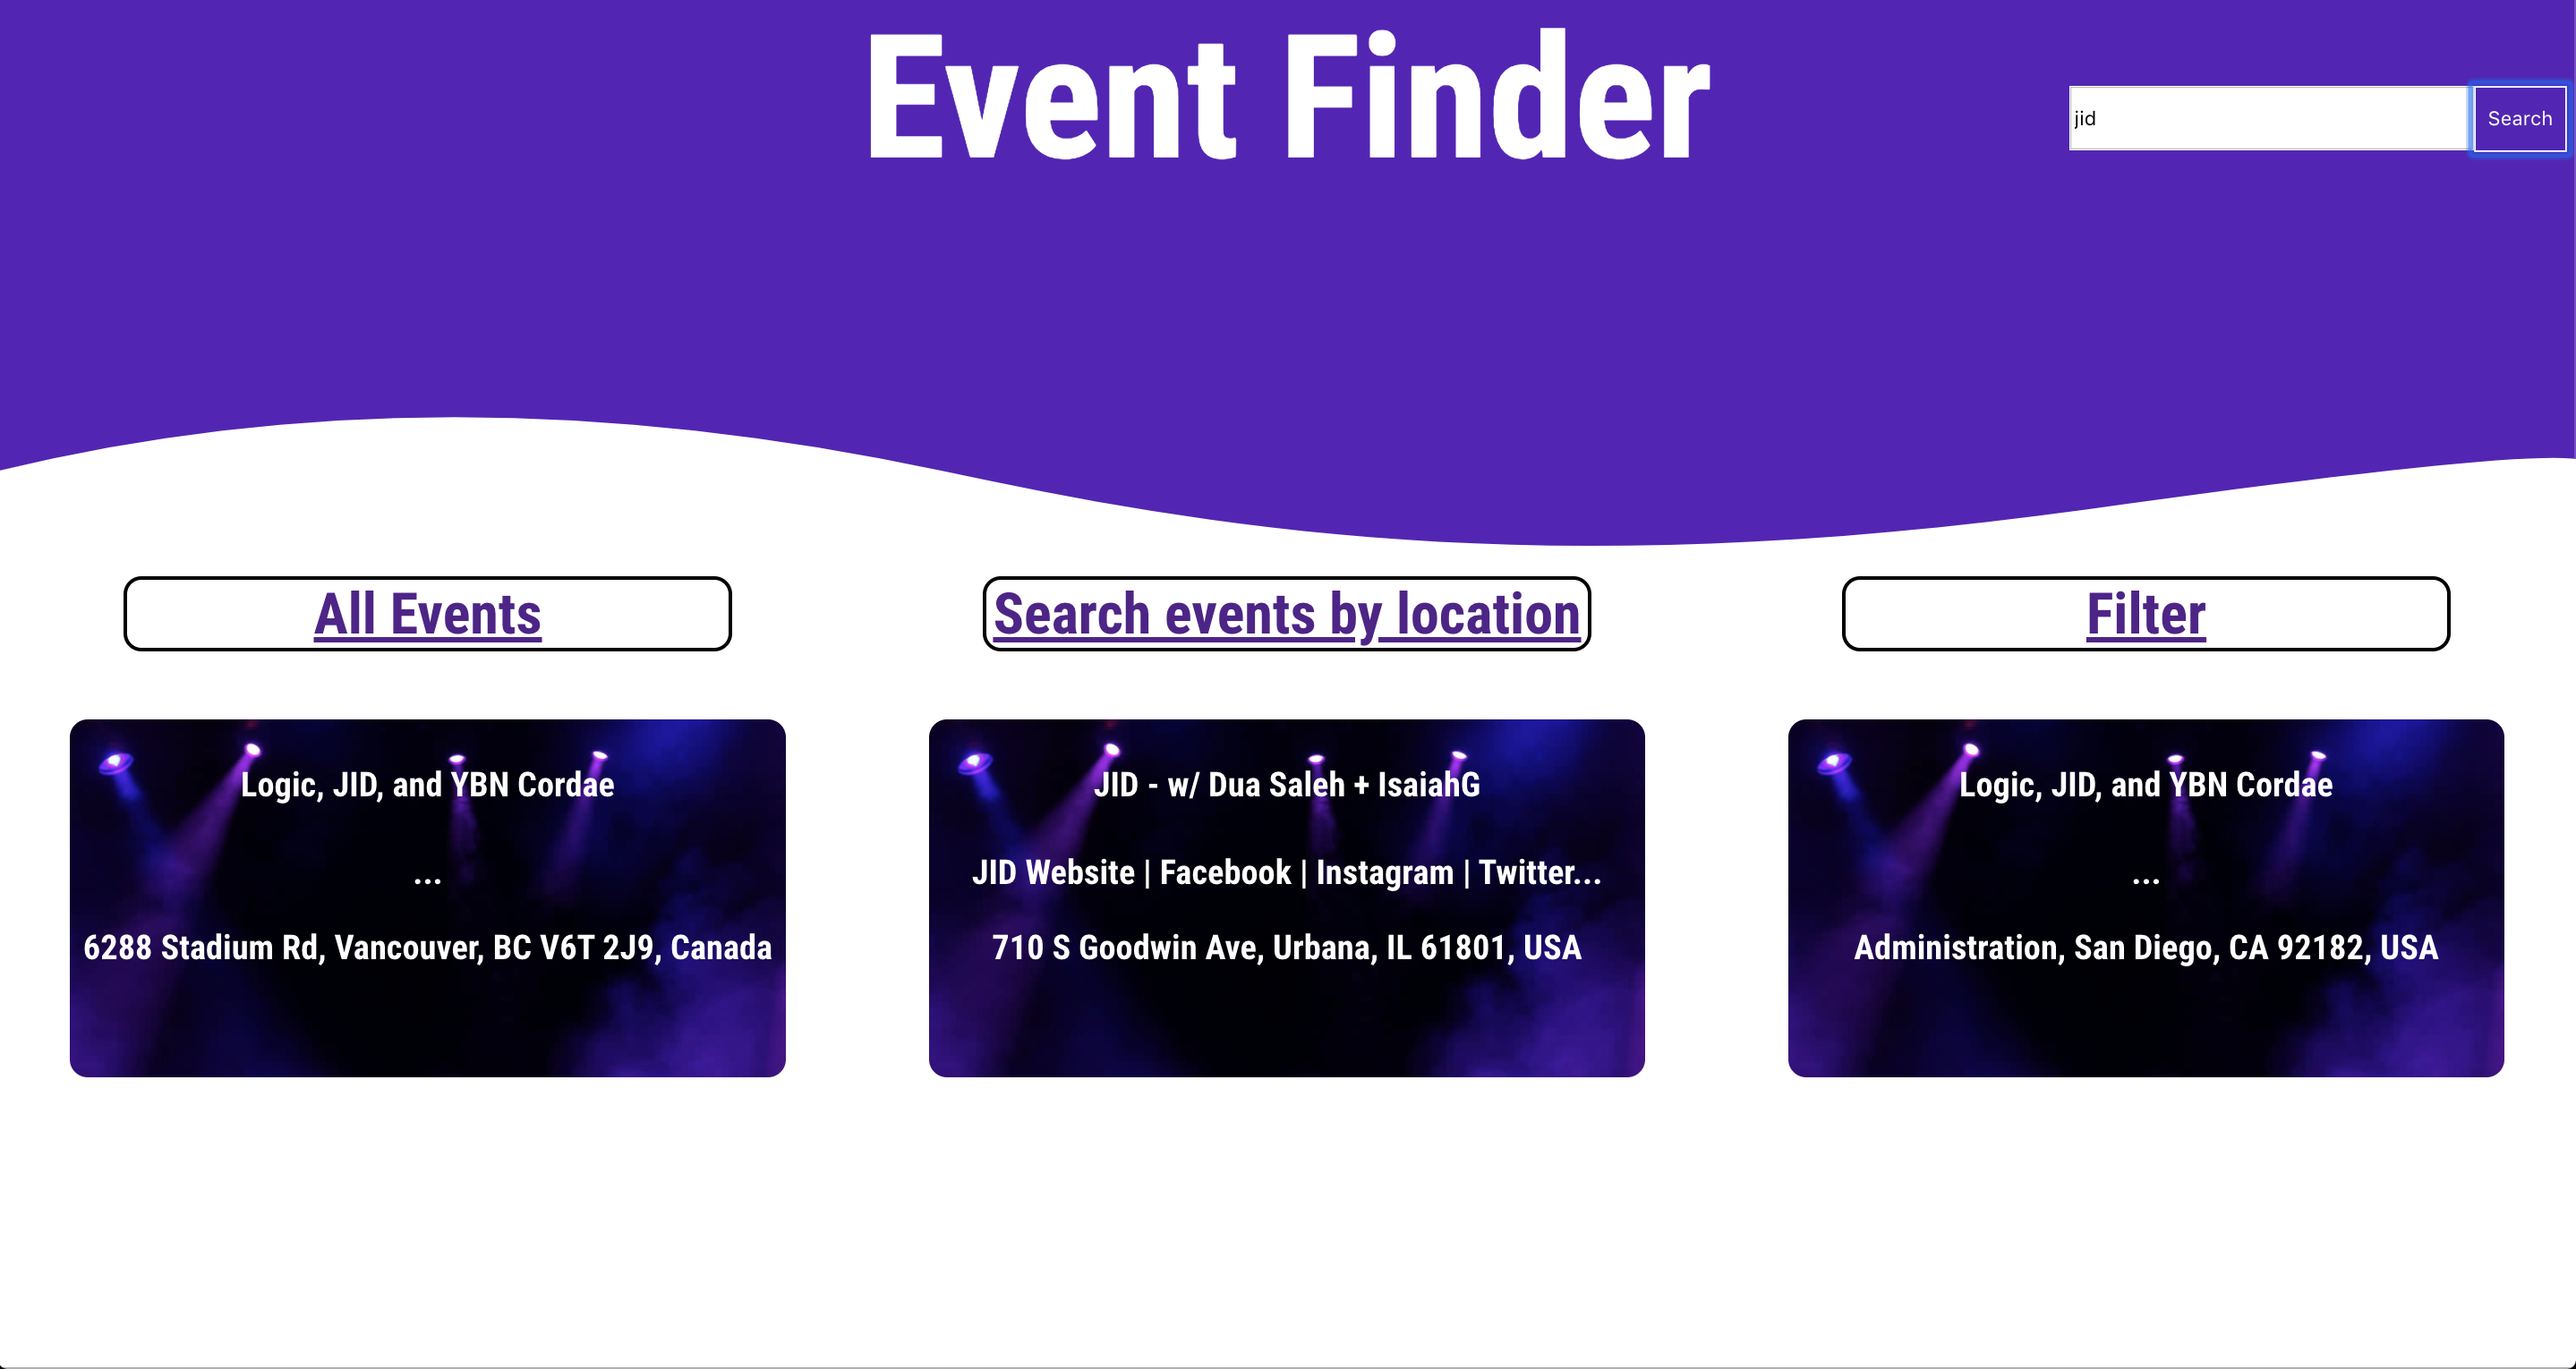 Event Finder
jid
Search
All Events
Search events by location
Filter
Logic, JID, and YBN Cordae
...
6288 Stadium Rd, Vancouver, BC V6T 2J9, Canada
JID - w/ Dua Saleh + IsaiahG
JID Website | Facebook | Instagram | Twitter...
710 S Goodwin Ave, Urbana, IL 61801, USA
Logic, JID, and YBN Cordae
...
Administration, San Diego, CA 92182, USA